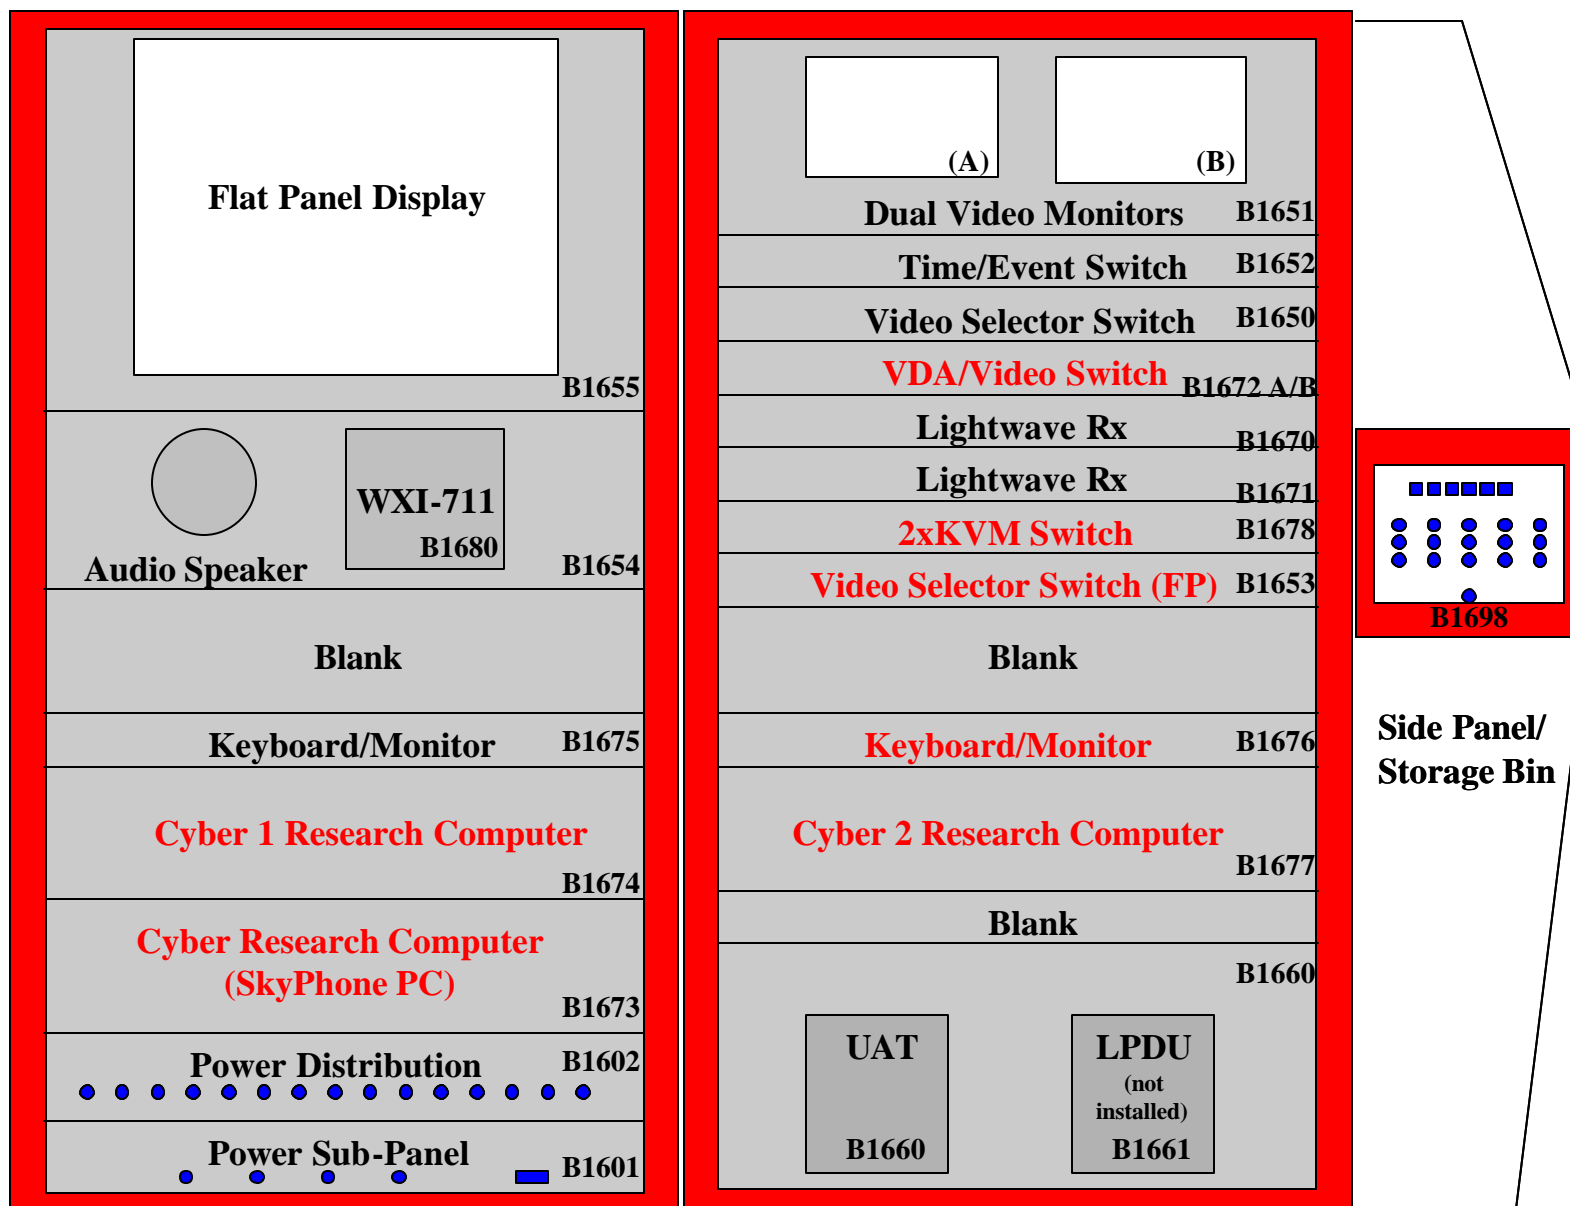 Flat Panel Display
B1655
WXI-711
B1680
Audio Speaker
B1654
Blank
Keyboard/Monitor B1675
Cyber 1 Research Computer
B1674
Cyber Research Computer
(SkyPhone PC)
B1673
Power Distribution B1602
Power Sub-Panel B1601
(A) (B)
Dual Video Monitors B1651
Time/Event Switch B1652
Video Selector Switch B1650
VDA/Video Switch B1672 A/B
Lightwave Rx B1670
Lightwave Rx B1671
2xKVM Switch B1678
Video Selector Switch (FP) B1653
Blank
Keyboard/Monitor B1676
Cyber 2 Research Computer
B1677
Blank
B1660
UAT
B1660
LPDU
(not
installed)
B1661
B1698
Side Panel/
Storage Bin